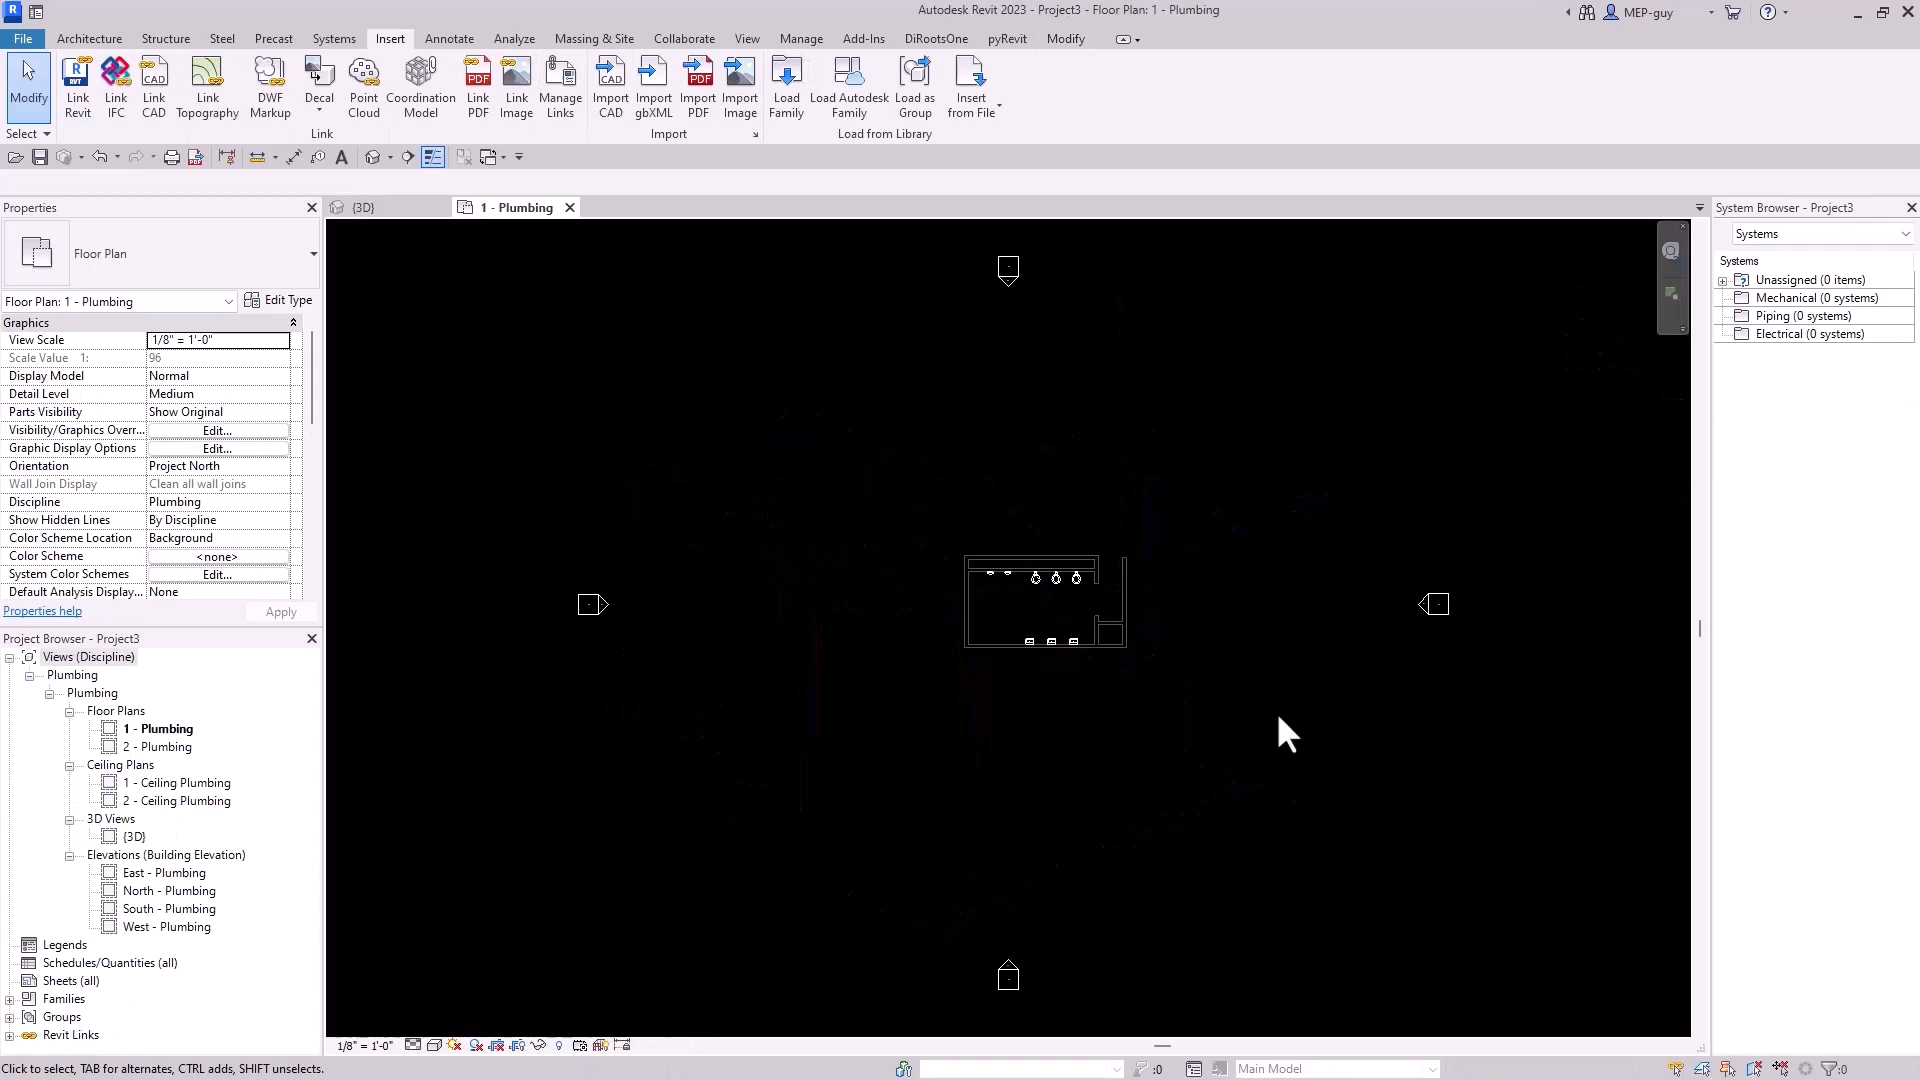 Autodesk Revit 2023 - Project3 - Floor Plan: 1 - Plumbing
MEP-guy
File Architecture Structure Steel Precast Systems Insert Annotate Analyze Massing & Site Collaborate View Manage Add-Ins DiRootsOne pyRevit Modify
Modify
Link Revit
Link IFC
Link CAD
Link Topography
DWF Markup
Decal
Point Cloud
Coordination Model
Link PDF
Link Image
Manage Links
Import CAD
Import gbXML
Import PDF
Import Image
Load Family
Load Autodesk Family
Load as Group
Insert from File
Select
Link
Import
Load from Library
Properties
Floor Plan
Floor Plan: 1 - Plumbing
Edit Type
Graphics
View Scale 1/8" = 1'-0"
Scale Value 1: 96
Display Model Normal
Detail Level Medium
Parts Visibility Show Original
Visibility/Graphics Overr... Edit...
Graphic Display Options Edit...
Orientation Project North
Wall Join Display Clean all wall joins
Discipline Plumbing
Show Hidden Lines By Discipline
Color Scheme Location Background
Color Scheme <none>
System Color Schemes Edit...
Default Analysis Display... None
Properties help
Apply
Project Browser - Project3
Views (Discipline)
Plumbing
Plumbing
Floor Plans
1 - Plumbing
2 - Plumbing
Ceiling Plans
1 - Ceiling Plumbing
2 - Ceiling Plumbing
3D Views
{3D}
Elevations (Building Elevation)
East - Plumbing
North - Plumbing
South - Plumbing
West - Plumbing
Legends
Schedules/Quantities (all)
Sheets (all)
Families
Groups
Revit Links
{3D}
1 - Plumbing
System Browser - Project3
Systems
Systems
Unassigned (0 items)
Mechanical (0 systems)
Piping (0 systems)
Electrical (0 systems)
1/8" = 1'-0"
Click to select, TAB for alternates, CTRL adds, SHIFT unselects.
:0
Main Model
:0